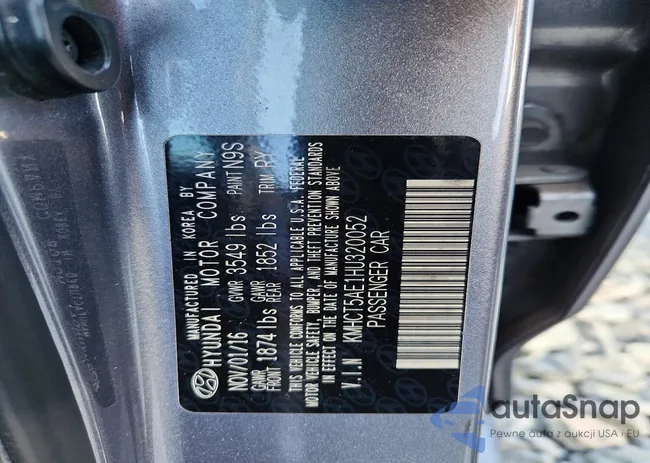 MANUFACTURED IN KOREA BY
HYUNDAI MOTOR COMPANY
NOV/01/16 GVWR 3549 lbs PAINT N9S
GAWR FRONT 1874 lbs GAWR REAR 1852 lbs TRIM RY
THIS VEHICLE CONFORMS TO ALL APPLICABLE U.S.A. FEDERAL
MOTOR VEHICLE SAFETY, BUMPER, AND THEFT PREVENTION STANDARDS
IN EFFECT ON THE DATE OF MANUFACTURE SHOWN ABOVE
V.I.N KMHCT5AE1HU320052
PASSENGER CAR
autaSnap
Pewne auta z aukcji USA i EU